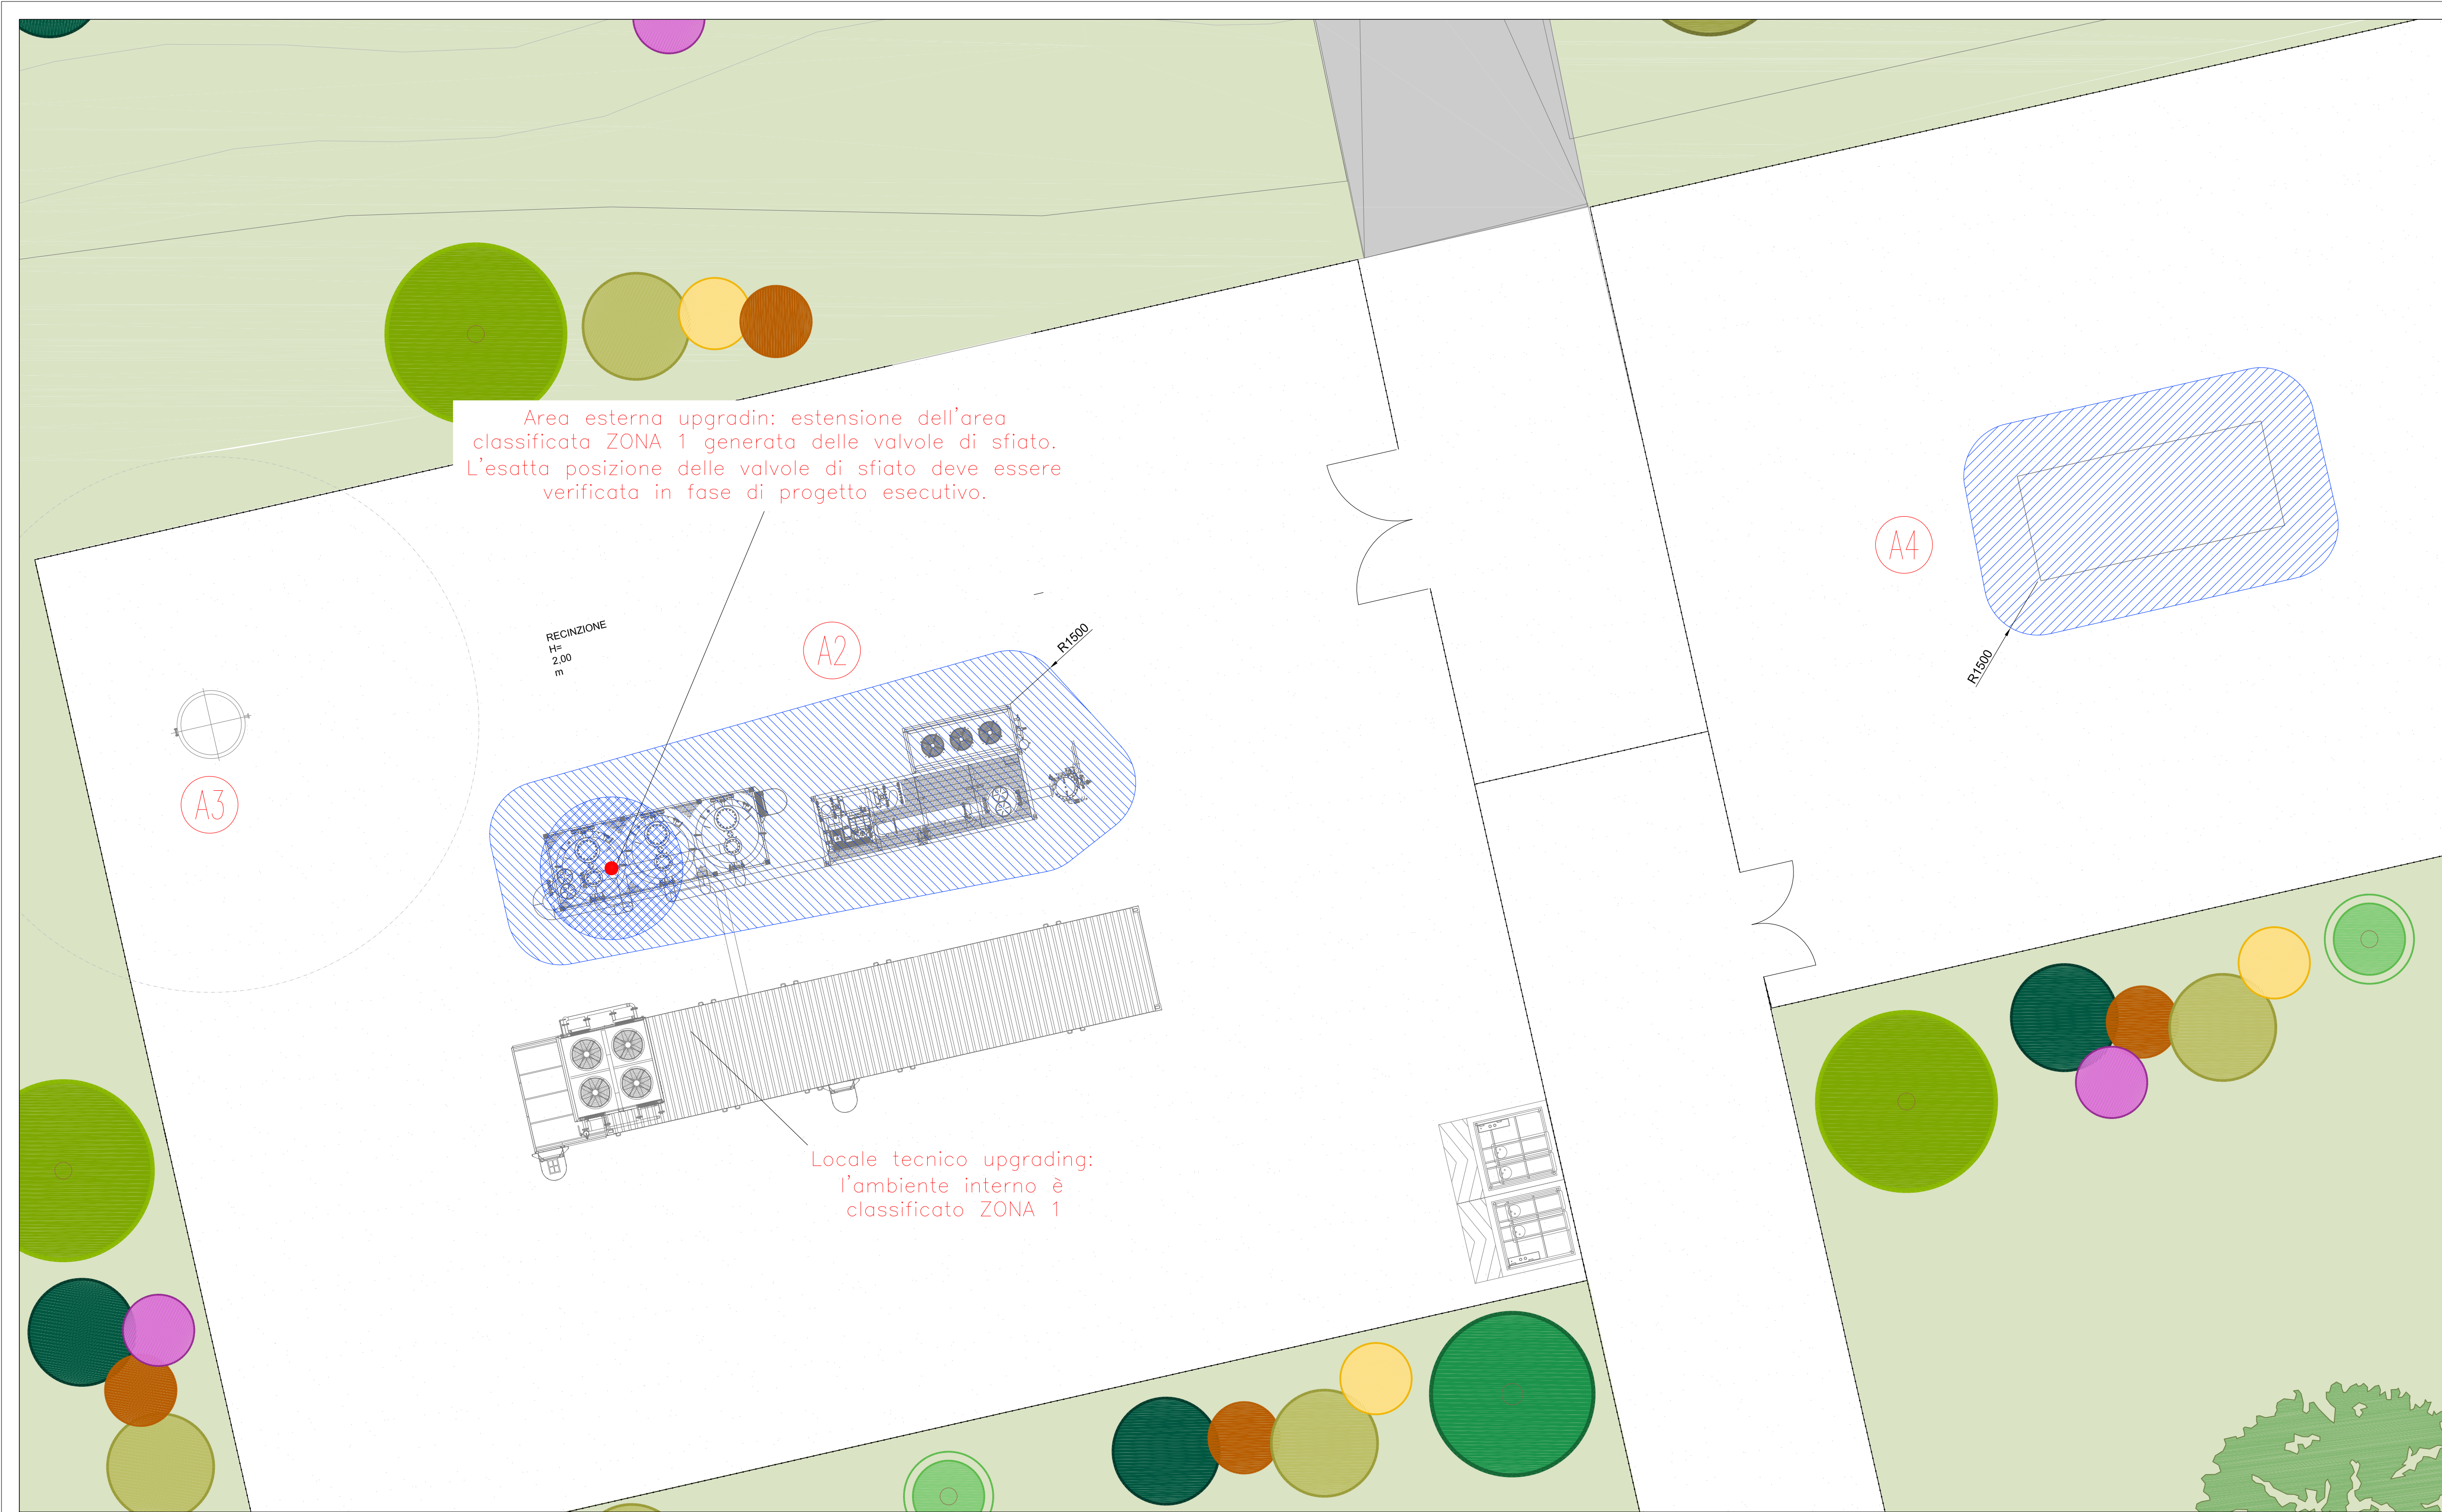 Area esterna upgradin: estensione dell'area
classificata ZONA 1 generata delle valvole di sfiato.
L'esatta posizione delle valvole di sfiato deve essere
verificata in fase di progetto esecutivo.
A4
RECINZIONE
H=
2,00
m
A2
R1500
R1500
A3
Locale tecnico upgrading:
l'ambiente interno è
classificato ZONA 1